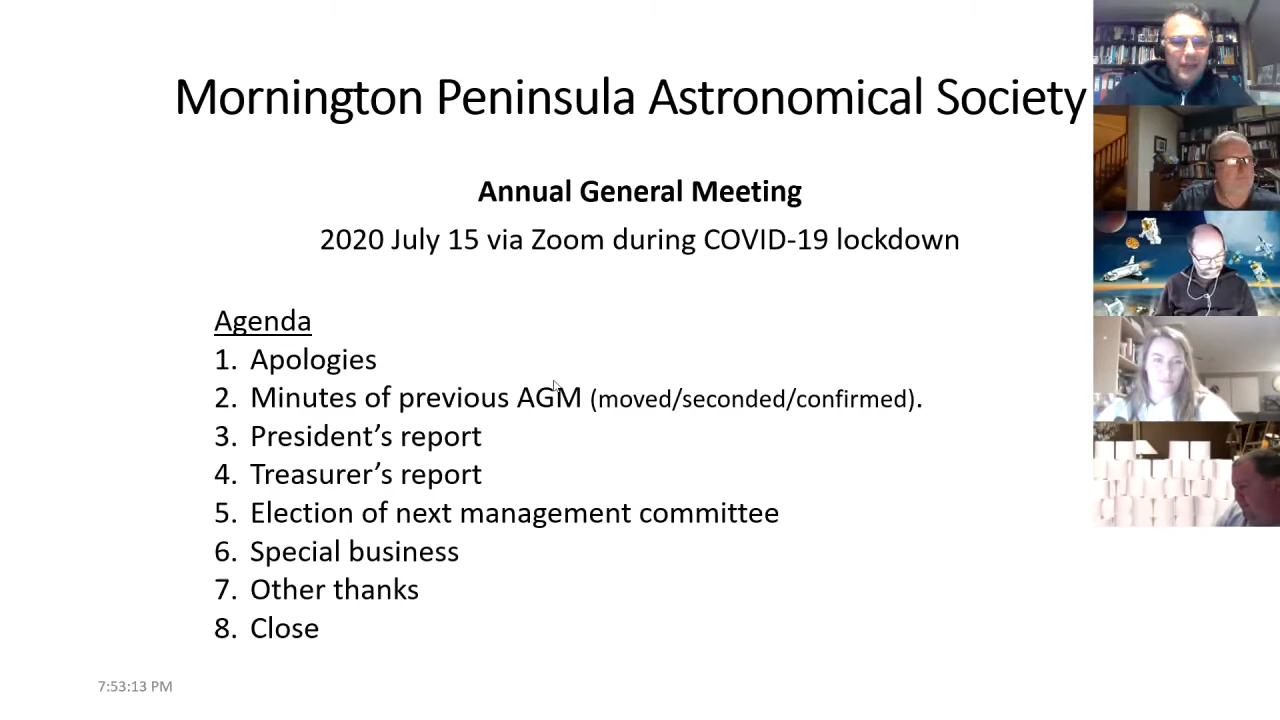 Mornington Peninsula Astronomical Society
Annual General Meeting
2020 July 15 via Zoom during COVID-19 lockdown
Agenda
1. Apologies
2. Minutes of previous AGM (moved/seconded/confirmed).
3. President’s report
4. Treasurer’s report
5. Election of next management committee
6. Special business
7. Other thanks
8. Close
7:53:13 PM